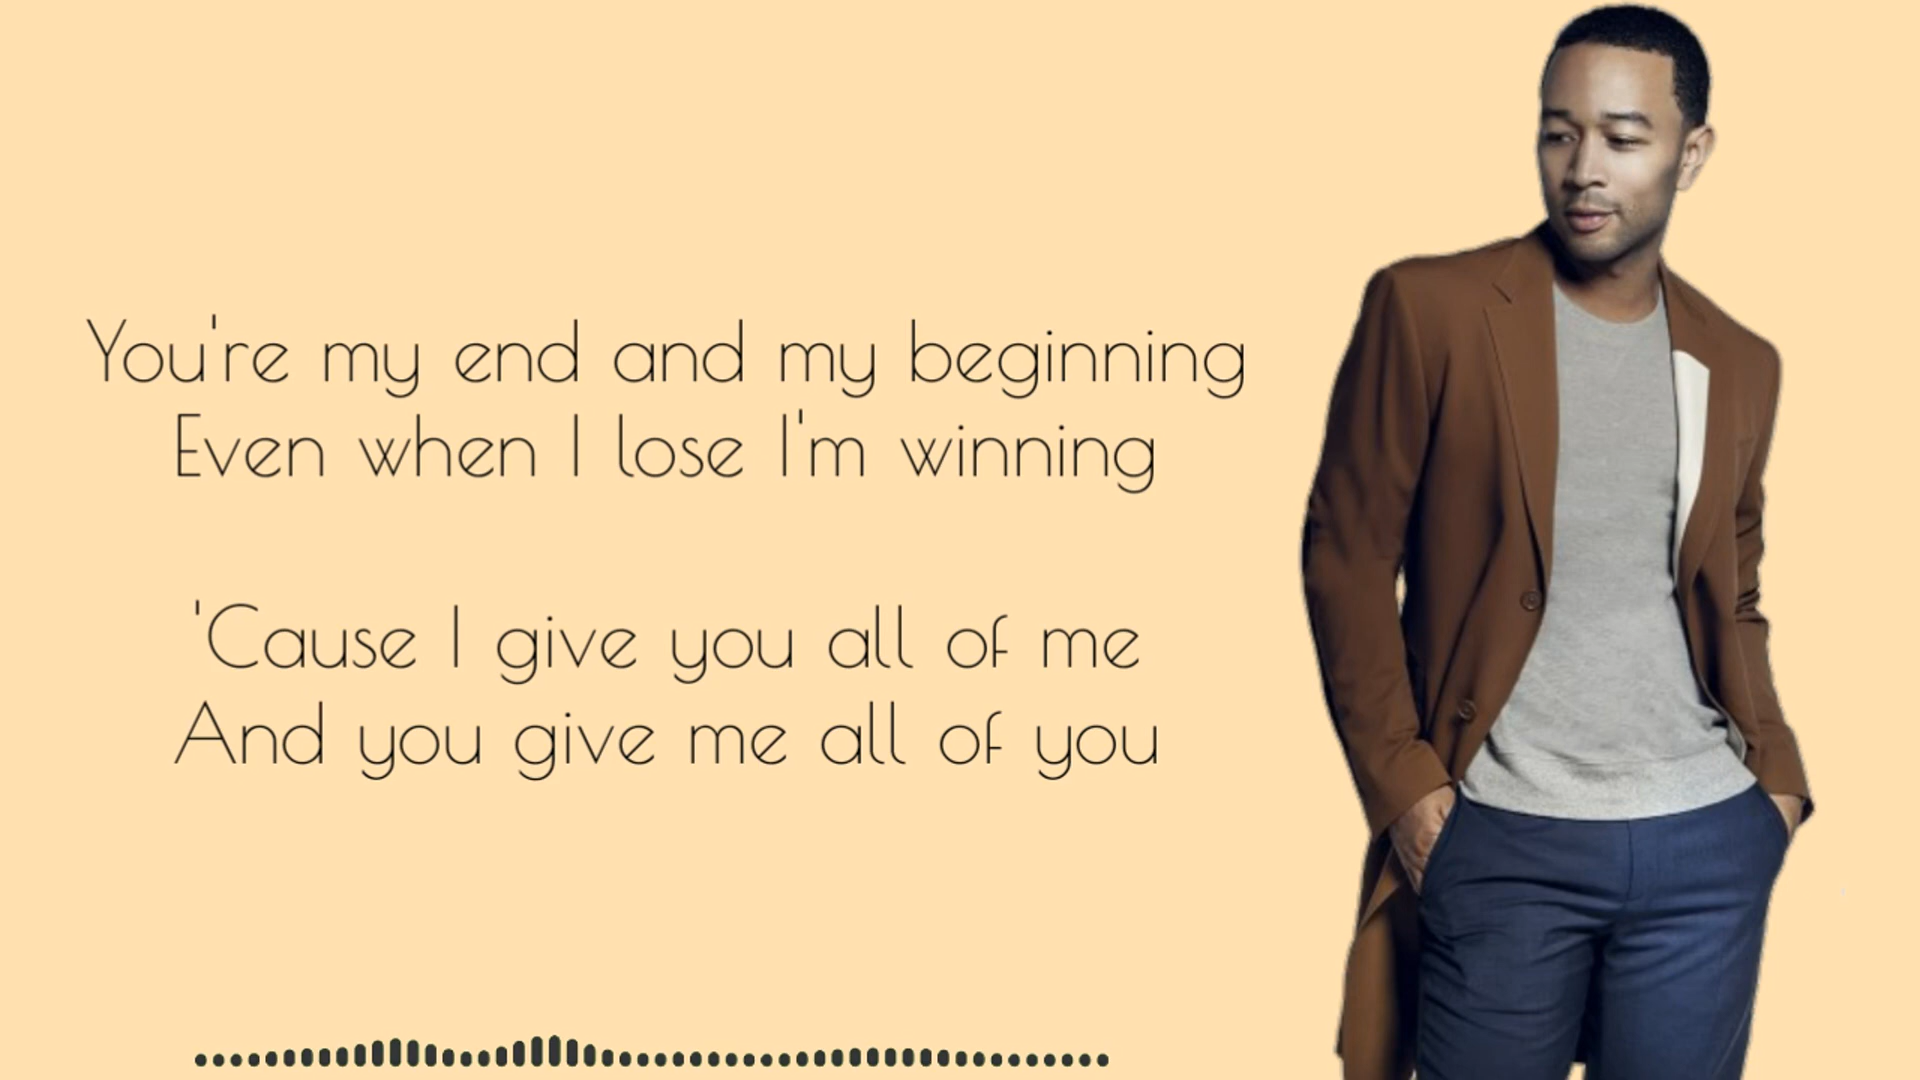 You're my end and my beginning
Even when I lose I'm winning
'Cause I give you all of me
And you give me all of you